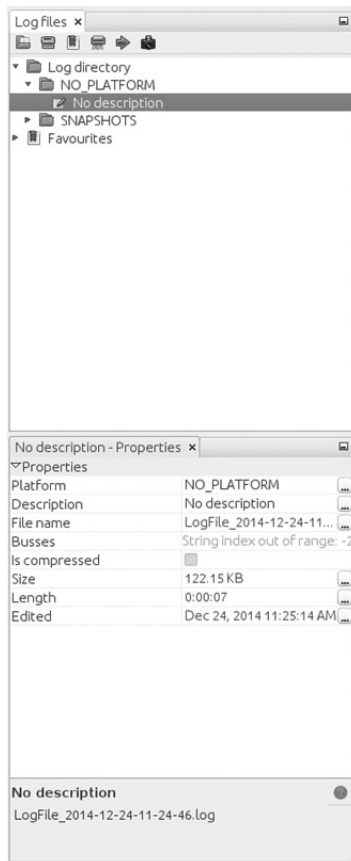 Log files
Log directory
NO_PLATFORM
No description
SNAPSHOTS
Favourites
No description - Properties
Properties
Platform NO_PLATFORM ...
Description No description ...
File name LogFile_2014-12-24-11... ...
Busses String index out of range: -2
Is compressed
Size 122.15 KB ...
Length 0:00:07 ...
Edited Dec 24, 2014 11:25:14 AM ...
No description
LogFile_2014-12-24-11-24-46.log